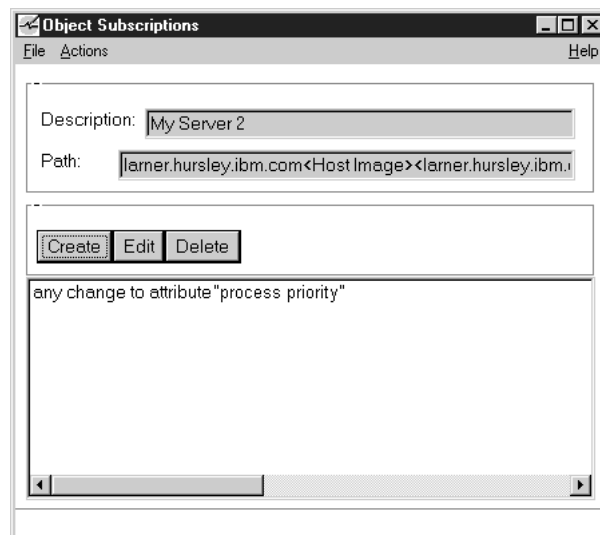 Object Subscriptions
File Actions Help
Description: My Server 2
Path: larner.hursley.ibm.com<Host Image><larner.hursley.ibm.
Create Edit Delete
any change to attribute"process priority"